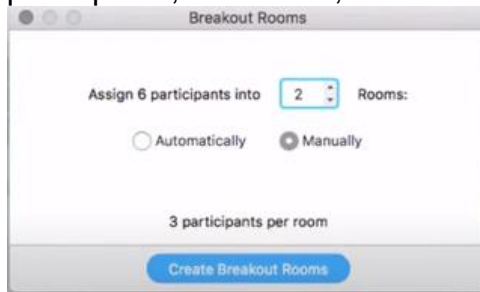 Breakout Rooms
Assign 6 participants into 2 Rooms:
Automatically Manually
3 participants per room
Create Breakout Rooms